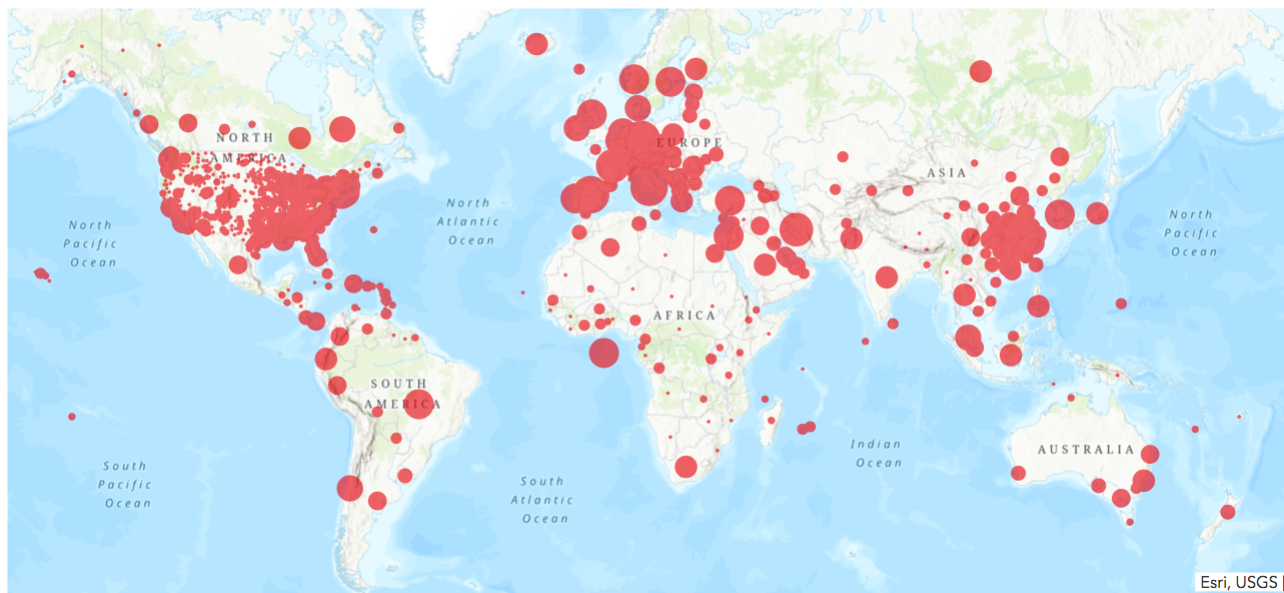 NORTH
AMERICA
EUROPE
ASIA
North
Pacific
Ocean
North
Atlantic
Ocean
North
Pacific
Ocean
AFRICA
SOUTH
AMERICA
AUSTRALIA
Indian
Ocean
South
Pacific
Ocean
South
Atlantic
Ocean
Esri, USGS |